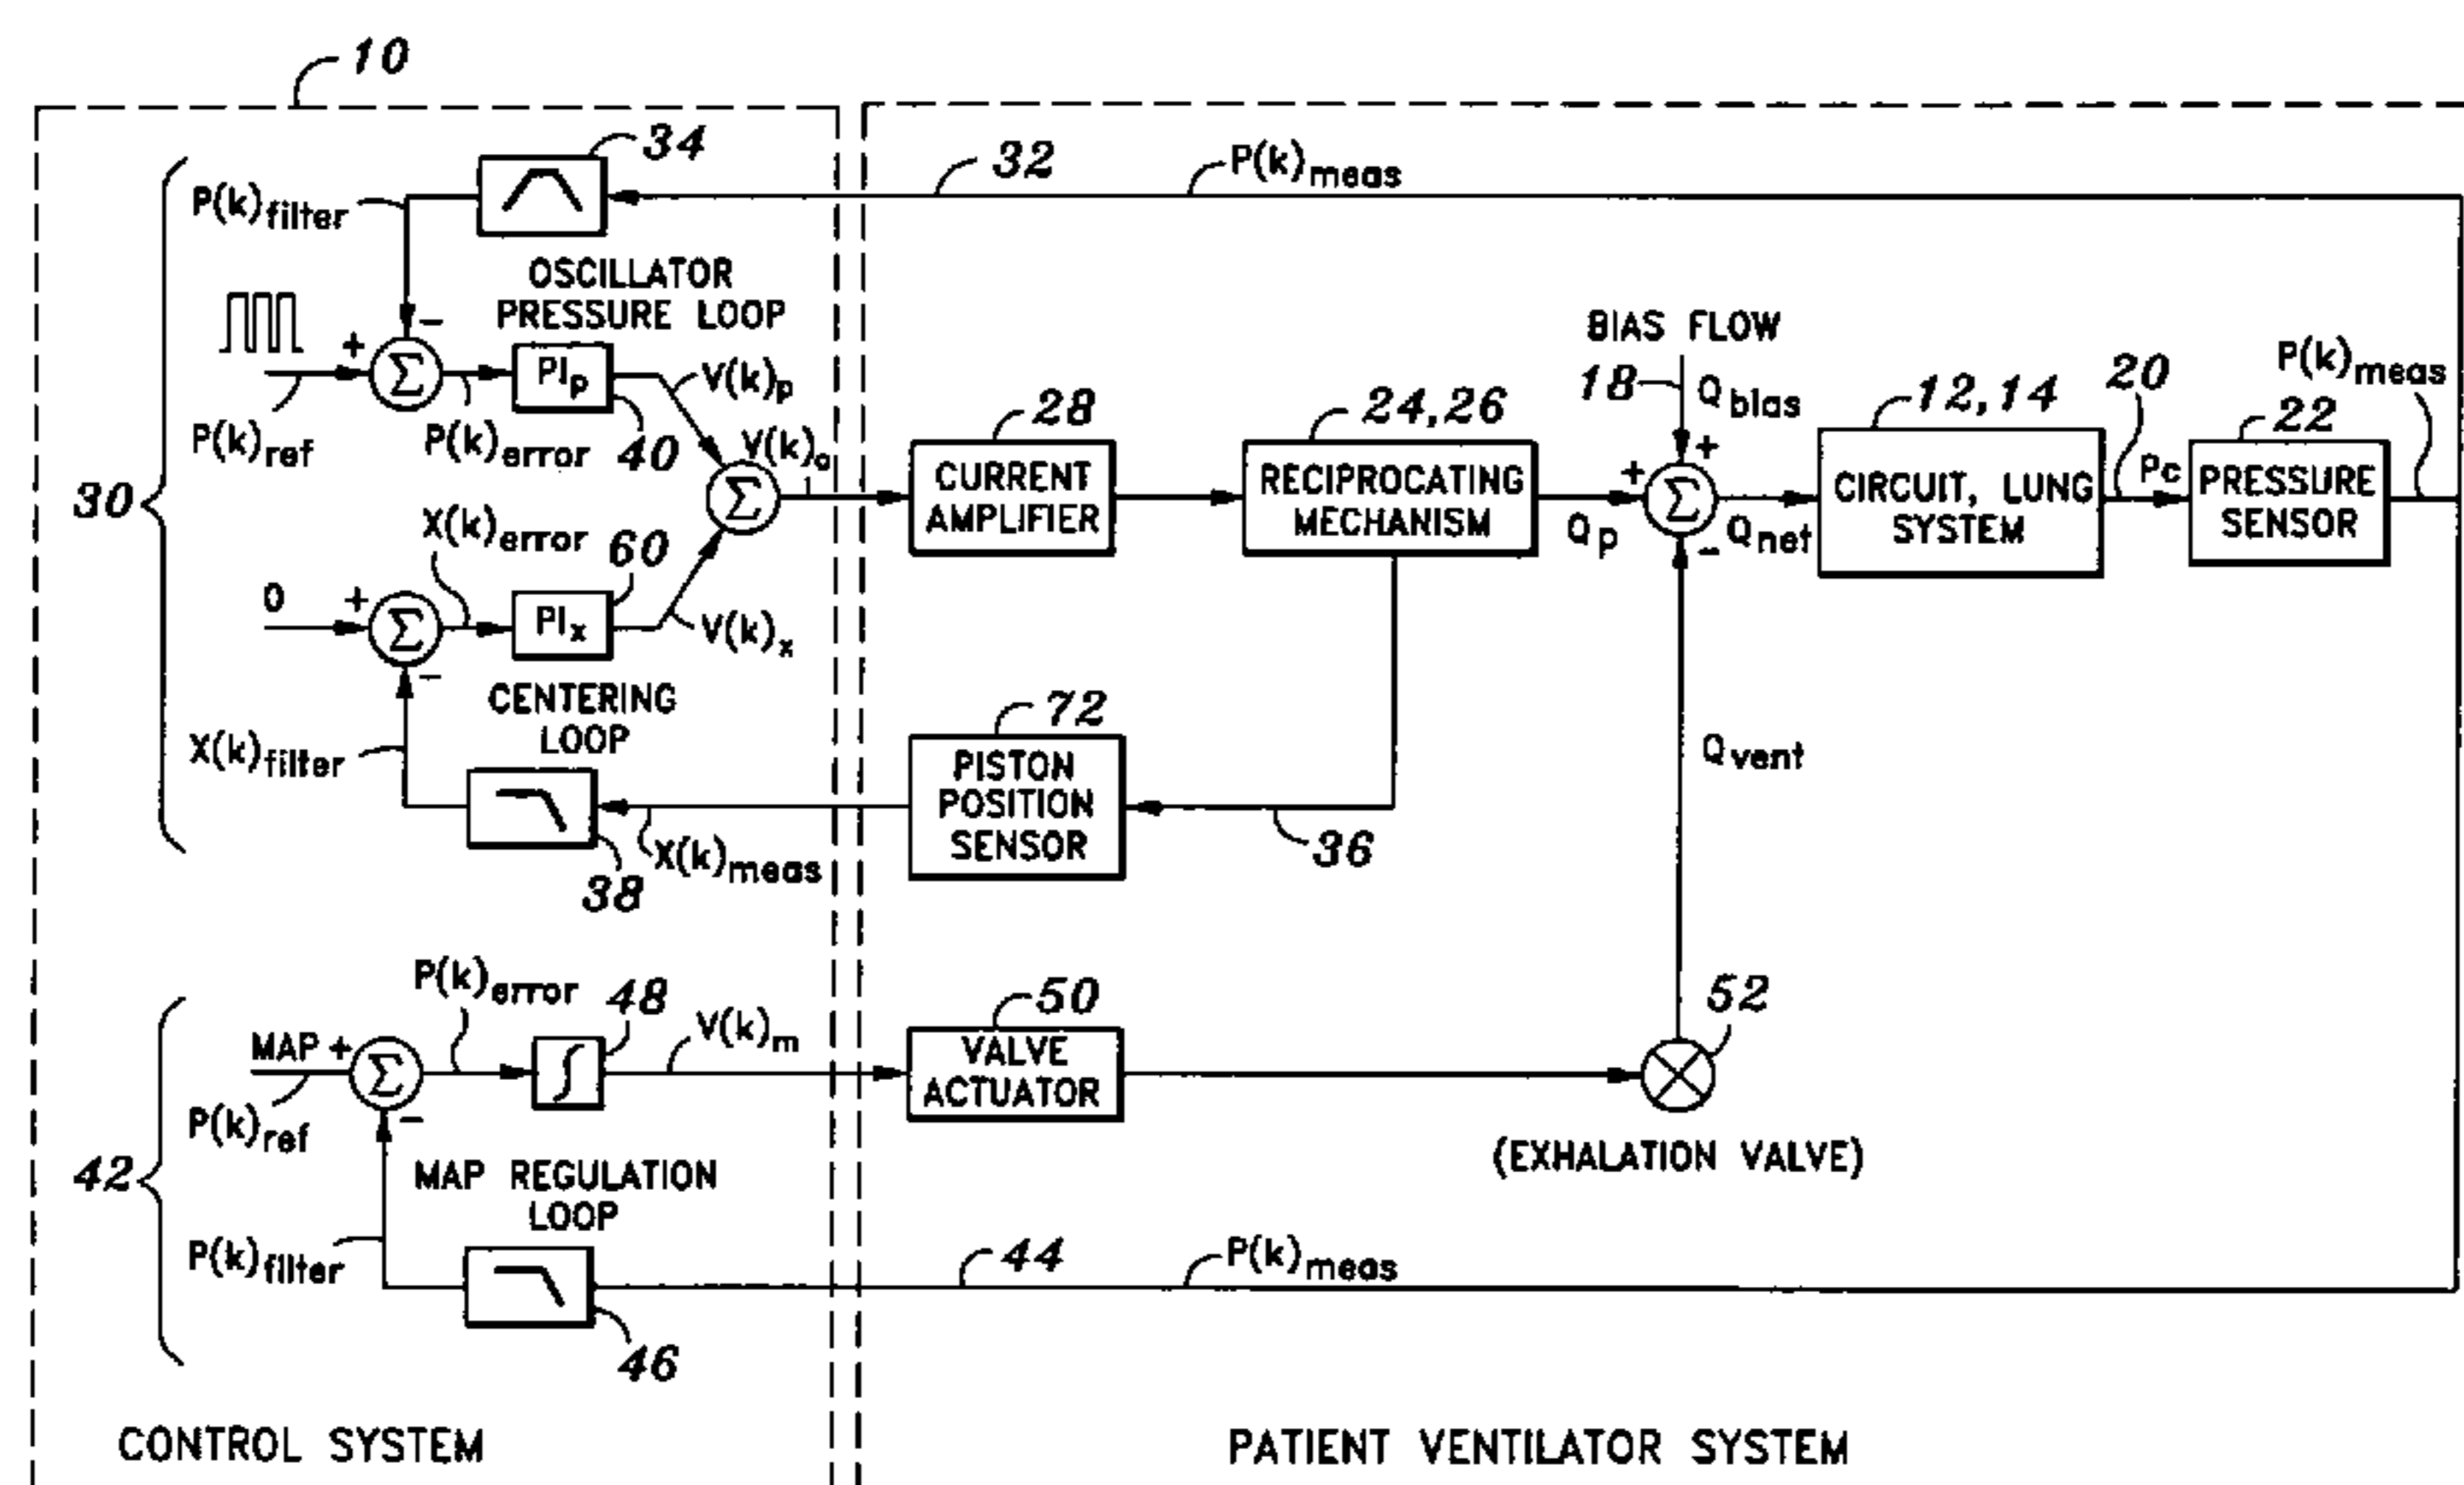 10
34
32
P(k)meas
P(k)filter
OSCILLATOR
PRESSURE LOOP
+
−
Σ
PIp
V(k)p
P(k)ref
P(k)error
40
BIAS FLOW
18
Qbias
28
24,26
12,14
20
P(k)meas
22
V(k)o
Σ
CURRENT
AMPLIFIER
RECIPROCATING
MECHANISM
+
+
Σ
−
Qp
Qnet
CIRCUIT, LUNG
SYSTEM
Pc
PRESSURE
SENSOR
30
X(k)error
60
0
+
Σ
−
PIx
V(k)x
CENTERING
LOOP
X(k)filter
X(k)meas
38
72
PISTON
POSITION
SENSOR
36
Qvent
P(k)error
48
V(k)m
50
52
MAP +
Σ
−
∫
VALVE
ACTUATOR
P(k)ref
42
MAP REGULATION
LOOP
(EXHALATION VALVE)
P(k)filter
44
P(k)meas
46
CONTROL SYSTEM
PATIENT VENTILATOR SYSTEM